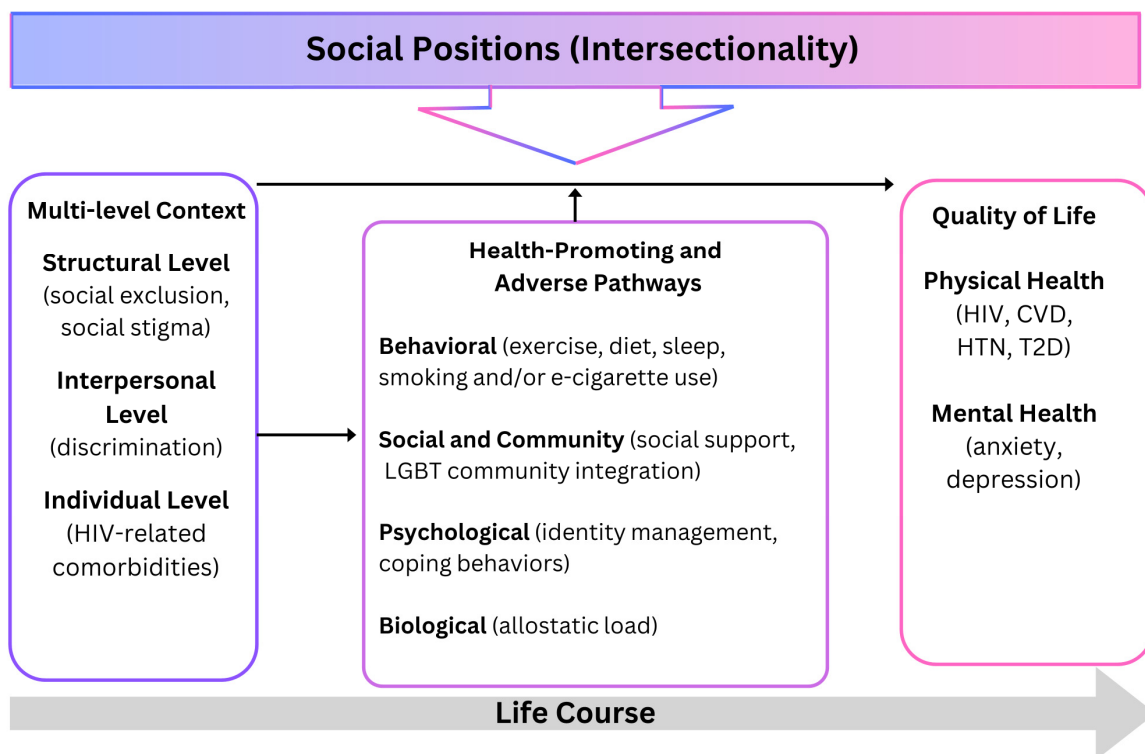 Social Positions (Intersectionality)
Multi-level Context
Structural Level
(social exclusion,
social stigma)
Interpersonal
Level
(discrimination)
Individual Level
(HIV-related
comorbidities)
Health-Promoting and
Adverse Pathways
Behavioral (exercise, diet, sleep,
smoking and/or e-cigarette use)
Social and Community (social support,
LGBT community integration)
Psychological (identity management,
coping behaviors)
Biological (allostatic load)
Quality of Life
Physical Health
(HIV, CVD,
HTN, T2D)
Mental Health
(anxiety,
depression)
Life Course